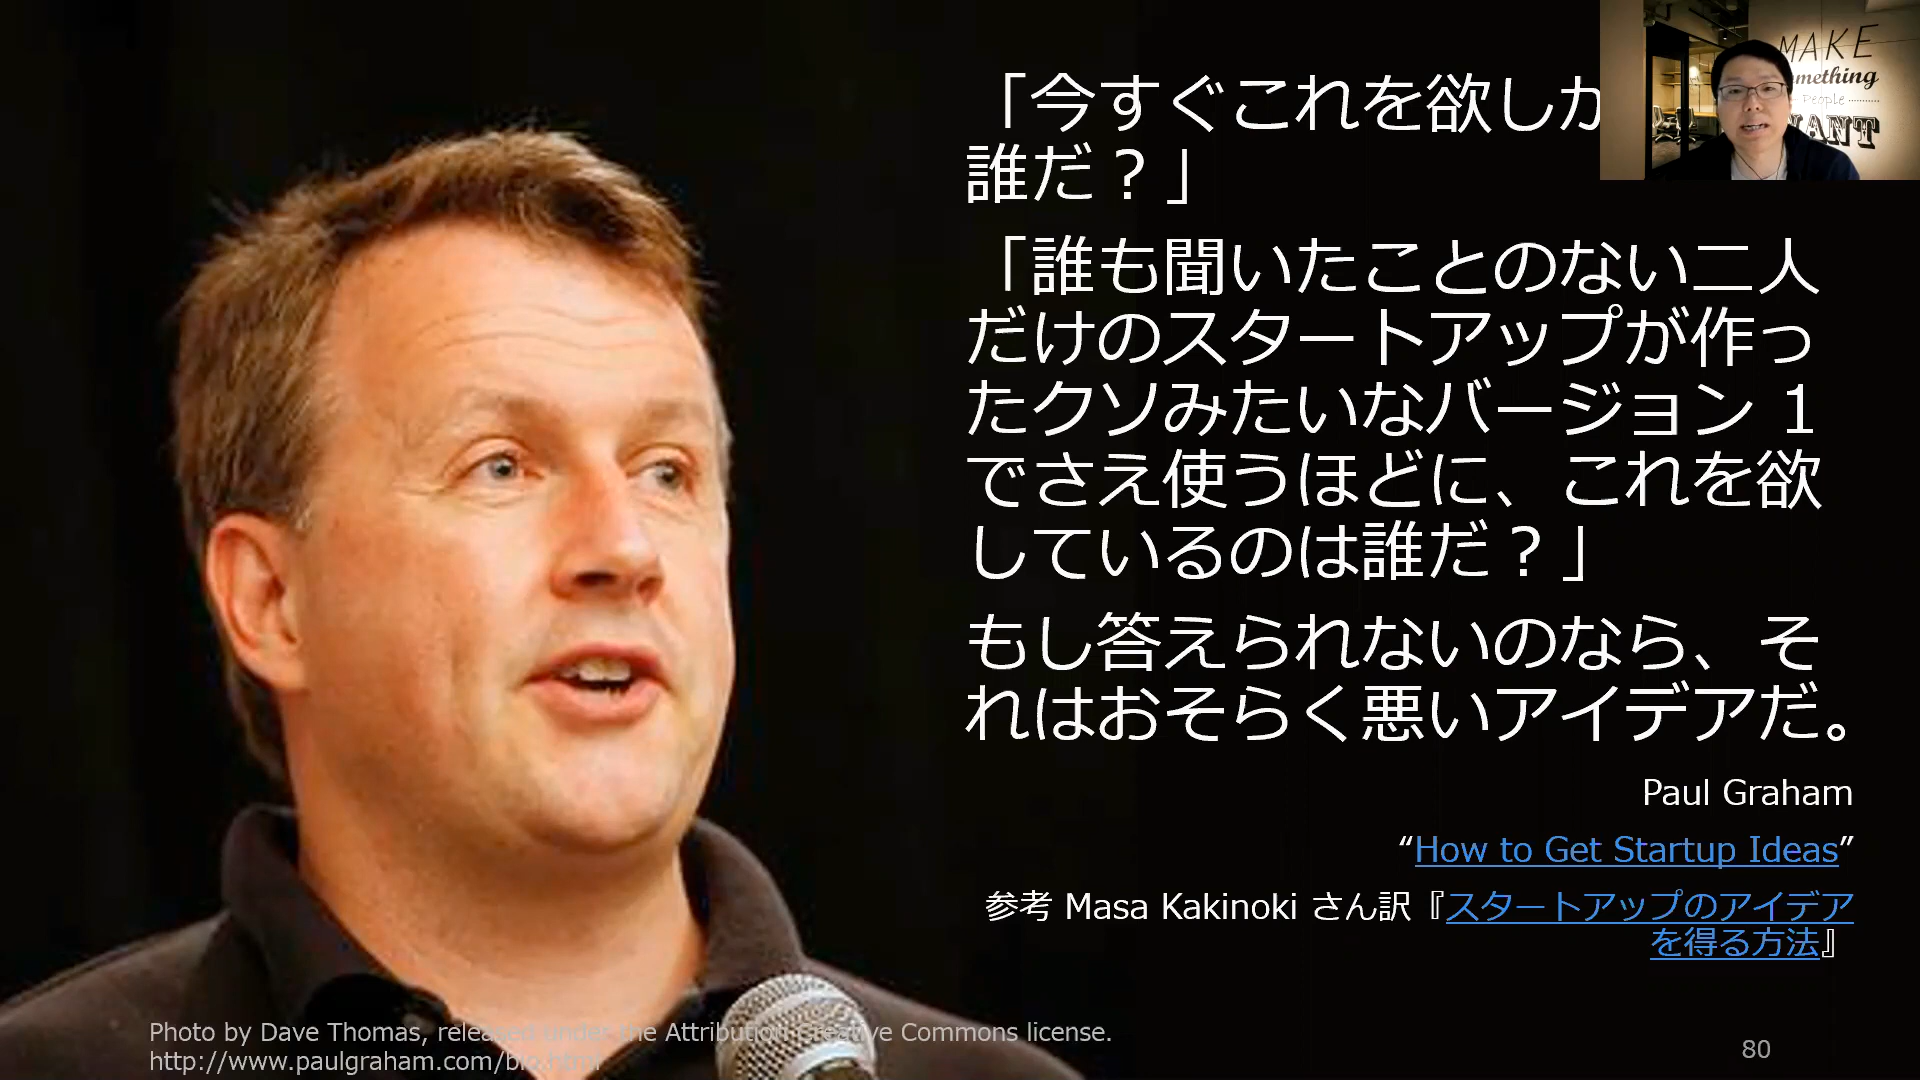 「今すぐこれを欲しが
誰だ？」
「誰も聞いたことのない二人
だけのスタートアップが作っ
たクソみたいなバージョン 1
でさえ使うほどに、これを欲
しているのは誰だ？」
もし答えられないのなら、そ
れはおそらく悪いアイデアだ。
Paul Graham
“How to Get Startup Ideas”
参考 Masa Kakinoki さん訳『スタートアップのアイデア
を得る方法』
Photo by Dave Thomas, released under the Attribution Creative Commons license.
http://www.paulgraham.com/bio.html
80
MAKE
mething
People
WANT